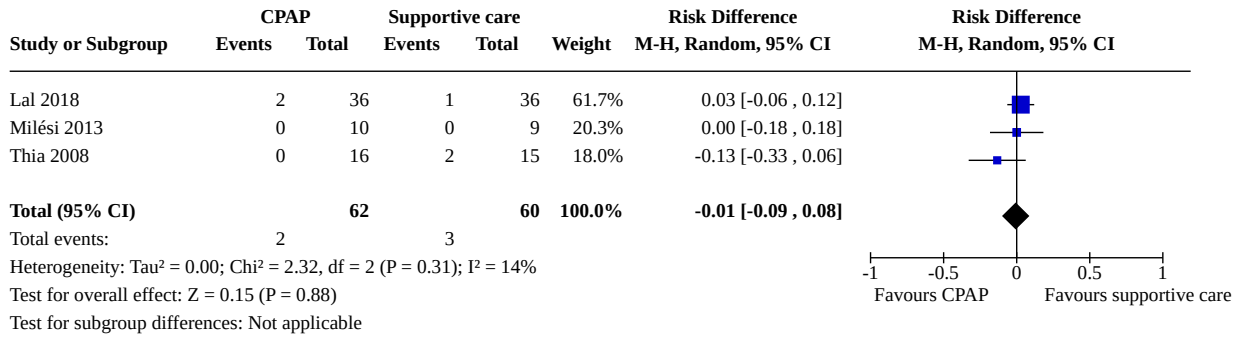 CPAP Supportive care Risk Difference Risk Difference
Study or Subgroup Events Total Events Total Weight M-H, Random, 95% CI M-H, Random, 95% CI
Lal 2018 2 36 1 36 61.7% 0.03 [-0.06 , 0.12]
Milési 2013 0 10 0 9 20.3% 0.00 [-0.18 , 0.18]
Thia 2008 0 16 2 15 18.0% -0.13 [-0.33 , 0.06]
Total (95% CI) 62 60 100.0% -0.01 [-0.09 , 0.08]
Total events: 2 3
Heterogeneity: Tau² = 0.00; Chi² = 2.32, df = 2 (P = 0.31); I² = 14%
-1 -0.5 0 0.5 1
Test for overall effect: Z = 0.15 (P = 0.88) Favours CPAP Favours supportive care
Test for subgroup differences: Not applicable